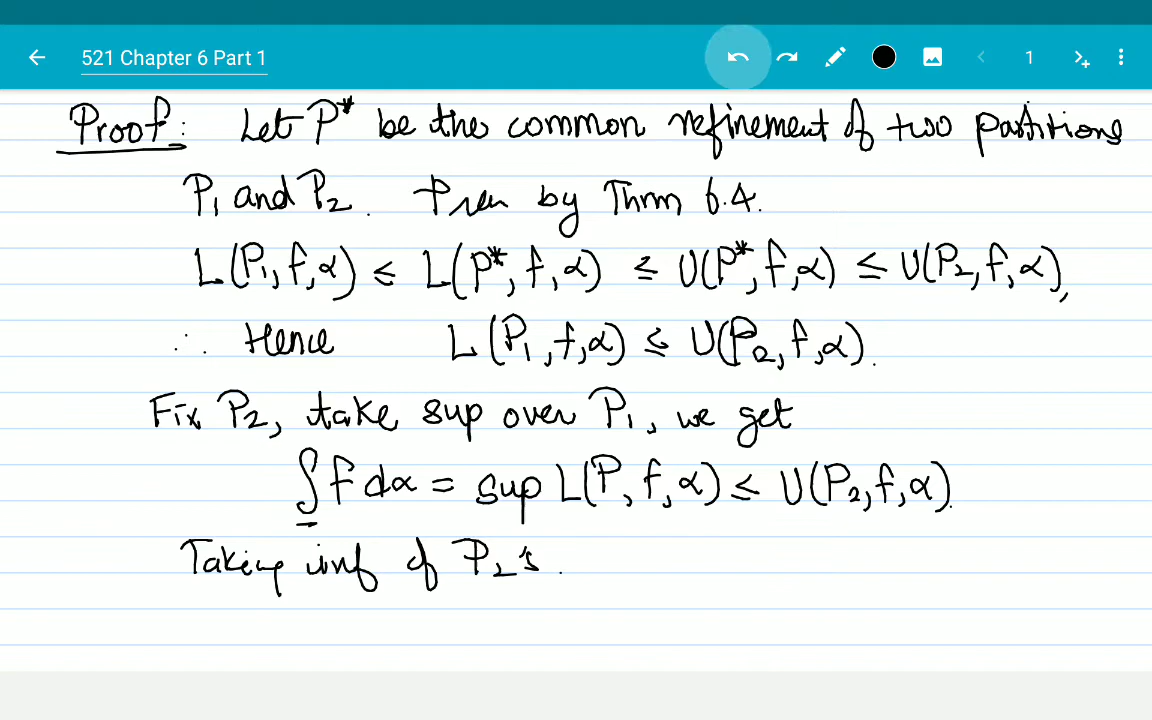 521 Chapter 6 Part 1
1
Proof: Let P* be the common refinement of two partitions
P₁ and P₂. Then by Thrm 6.4.
L(P₁,f,α) ≤ L(P*,f,α) ≤ U(P*,f,α) ≤ U(P₂,f,α),
∴ Hence L(P₁,f,α) ≤ U(P₂,f,α).
Fix P₂, take sup over P₁, we get
∫ f dα = sup L(P,f,α) ≤ U(P₂,f,α).
Taking inf of P₂'s.